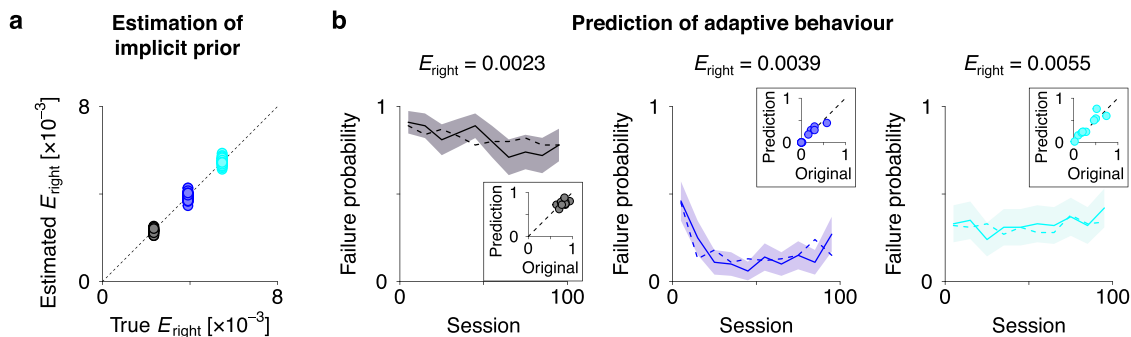 a
Estimation of
implicit prior
Estimated E_right [×10⁻³]
8
0
0
8
True E_right [×10⁻³]
b
Prediction of adaptive behaviour
E_right = 0.0023
Failure probability
1
0
0
100
Session
Prediction
1
0
0
1
Original
E_right = 0.0039
Failure probability
1
0
0
100
Session
Prediction
1
0
0
1
Original
E_right = 0.0055
Failure probability
1
0
0
100
Session
Prediction
1
0
0
1
Original